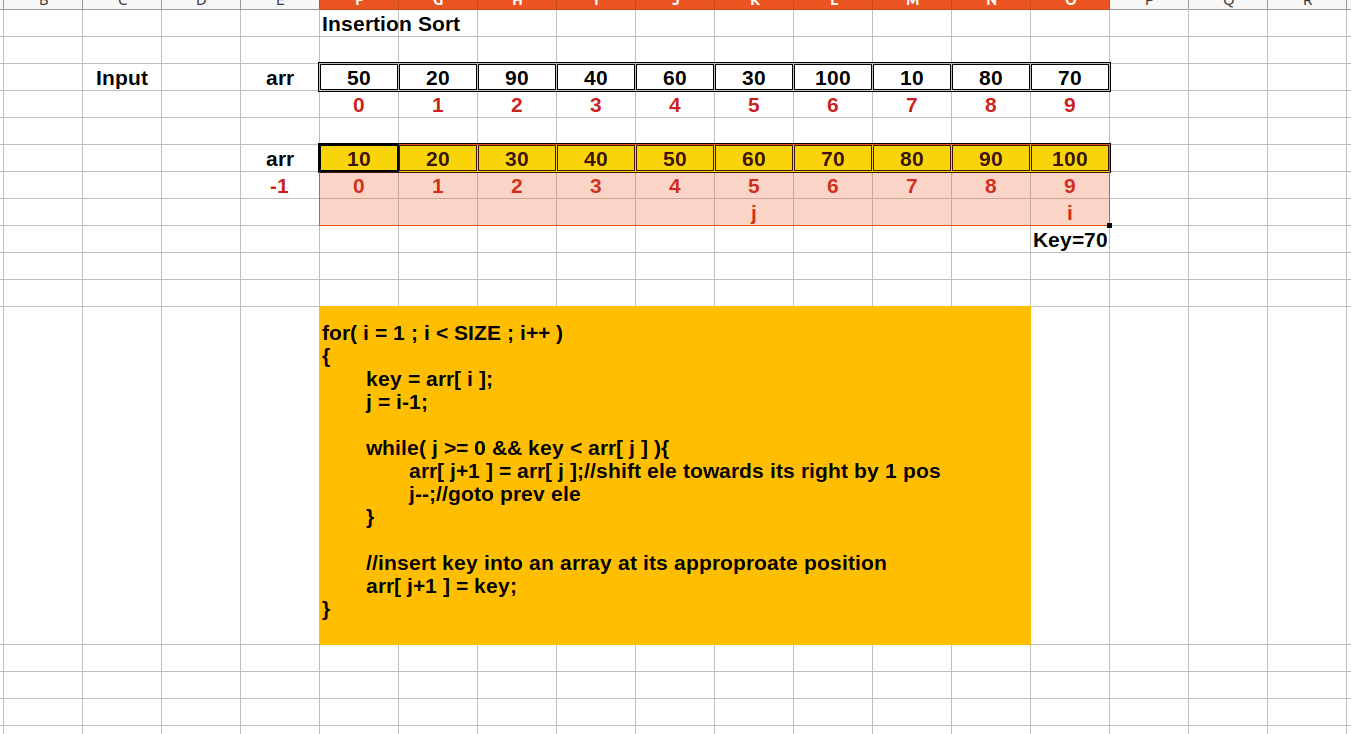 B C D E F G H I J K L M N O P Q R
Insertion Sort
Input arr 50 20 90 40 60 30 100 10 80 70
0 1 2 3 4 5 6 7 8 9
arr 10 20 30 40 50 60 70 80 90 100
-1 0 1 2 3 4 5 6 7 8 9
j i
Key=70
for( i = 1 ; i < SIZE ; i++ )
{
key = arr[ i ];
j = i-1;
while( j >= 0 && key < arr[ j ] ){
arr[ j+1 ] = arr[ j ];//shift ele towards its right by 1 pos
j--;//goto prev ele
}
//insert key into an array at its approproate position
arr[ j+1 ] = key;
}